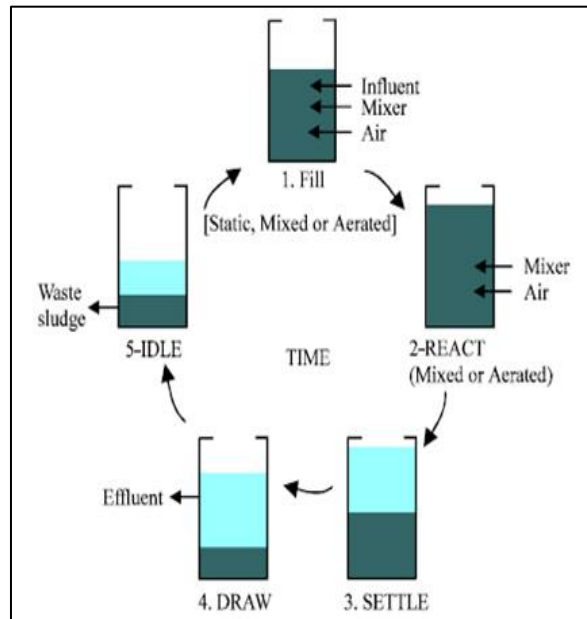 Influent
Mixer
Air
1. Fill
[Static, Mixed or Aerated]
Mixer
Air
2-REACT
(Mixed or Aerated)
Waste
sludge
5-IDLE
TIME
Effluent
4. DRAW
3. SETTLE